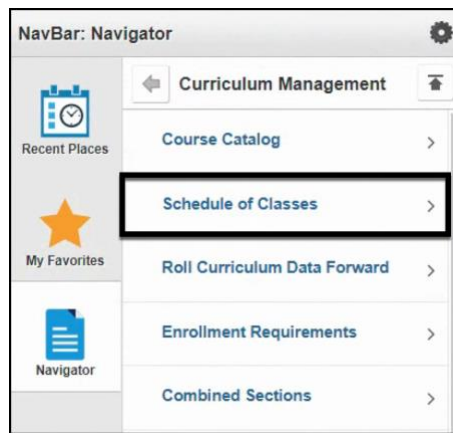 NavBar: Navigator
Curriculum Management
Recent Places
Course Catalog
Schedule of Classes
My Favorites
Roll Curriculum Data Forward
Enrollment Requirements
Navigator
Combined Sections